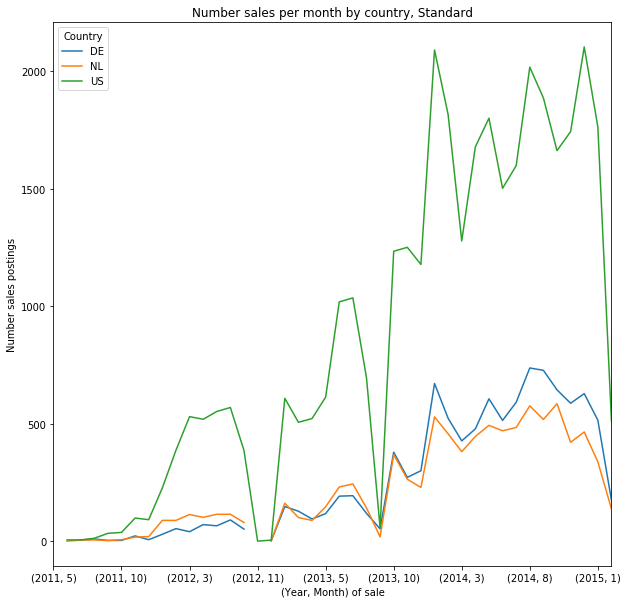 Number sales per month by country, Standard
Country
DE
NL
US
2000
1500
1000
500
0
Number sales postings
(2011, 5) (2011, 10) (2012, 3) (2012, 11) (2013, 5) (2013, 10) (2014, 3) (2014, 8) (2015, 1)
(Year, Month) of sale